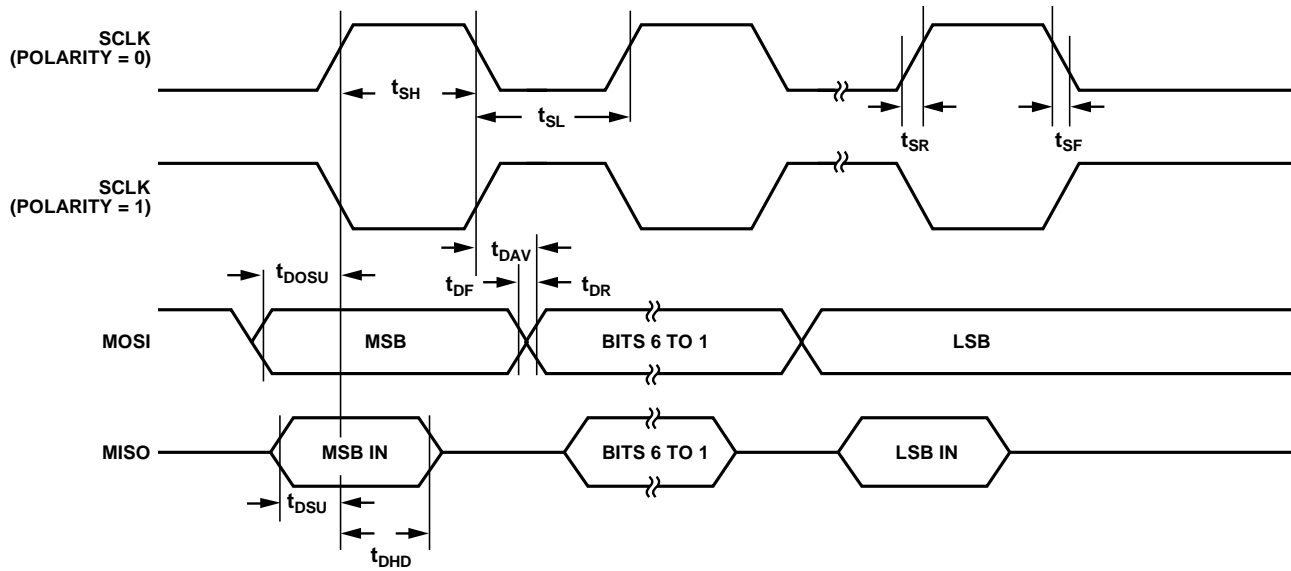 SCLK
(POLARITY = 0)
tSH
tSL
tSR
tSF
SCLK
(POLARITY = 1)
tDAV
tDOSU
tDF
tDR
MOSI
MSB
BITS 6 TO 1
LSB
MISO
MSB IN
BITS 6 TO 1
LSB IN
tDSU
tDHD